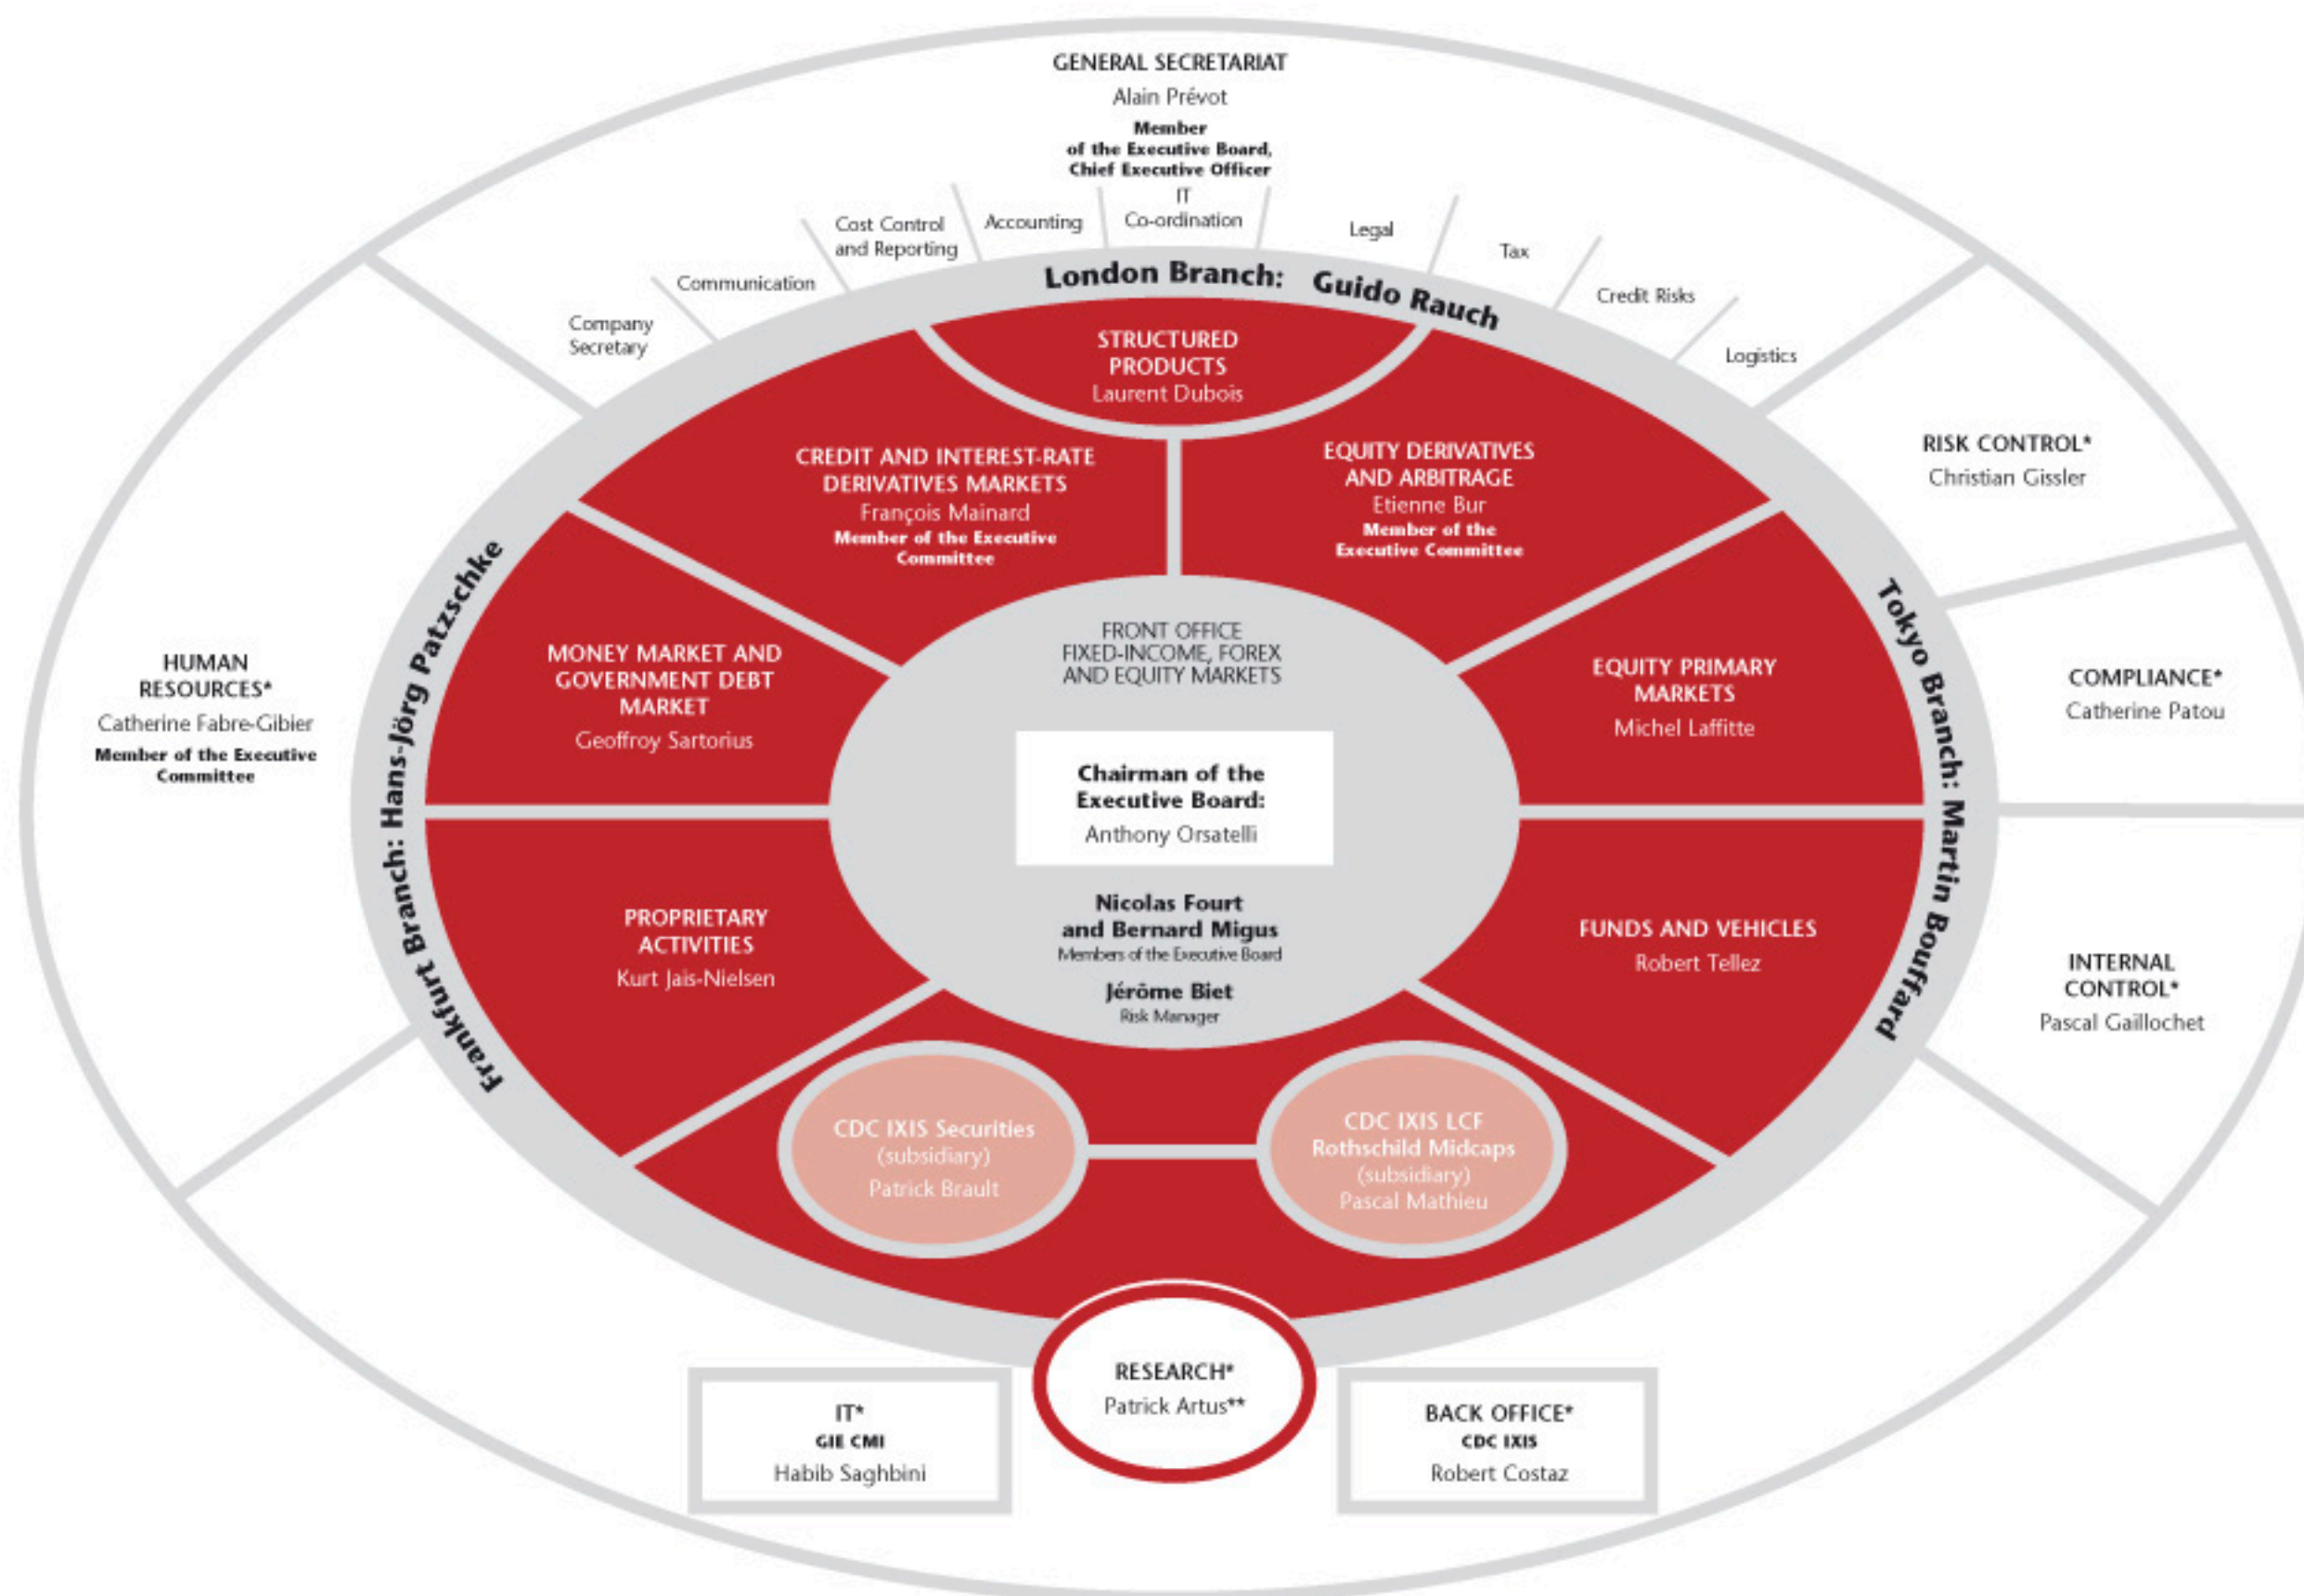 GENERAL SECRETARIAT
Alain Prévot
Member
of the Executive Board,
Chief Executive Officer
Company
Secretary
Communication
Cost Control
and Reporting
Accounting
IT
Co-ordination
Legal
Tax
Credit Risks
Logistics
London Branch: Guido Rauch
STRUCTURED
PRODUCTS
Laurent Dubois
CREDIT AND INTEREST-RATE
DERIVATIVES MARKETS
François Mainard
Member of the Executive
Committee
EQUITY DERIVATIVES
AND ARBITRAGE
Etienne Bur
Member of the
Executive Committee
RISK CONTROL*
Christian Gissler
HUMAN
RESOURCES*
Catherine Fabre-Gibier
Member of the Executive
Committee
Frankfurt Branch: Hans-Jörg Patzschke
MONEY MARKET AND
GOVERNMENT DEBT
MARKET
Geoffroy Sartorius
FRONT OFFICE
FIXED-INCOME, FOREX
AND EQUITY MARKETS
Chairman of the
Executive Board:
Anthony Orsatelli
Nicolas Fourt
and Bernard Migus
Members of the Executive Board
Jérôme Biet
Risk Manager
EQUITY PRIMARY
MARKETS
Michel Laffitte
Tokyo Branch: Martin Bouffard
COMPLIANCE*
Catherine Patou
PROPRIETARY
ACTIVITIES
Kurt Jais-Nielsen
FUNDS AND VEHICLES
Robert Tellez
INTERNAL
CONTROL*
Pascal Gaillochet
CDC IXIS Securities
(subsidiary)
Patrick Brault
CDC IXIS LCF
Rothschild Midcaps
(subsidiary)
Pascal Mathieu
IT*
GIE CMI
Habib Saghbini
RESEARCH*
Patrick Artus**
BACK OFFICE*
CDC IXIS
Robert Costaz